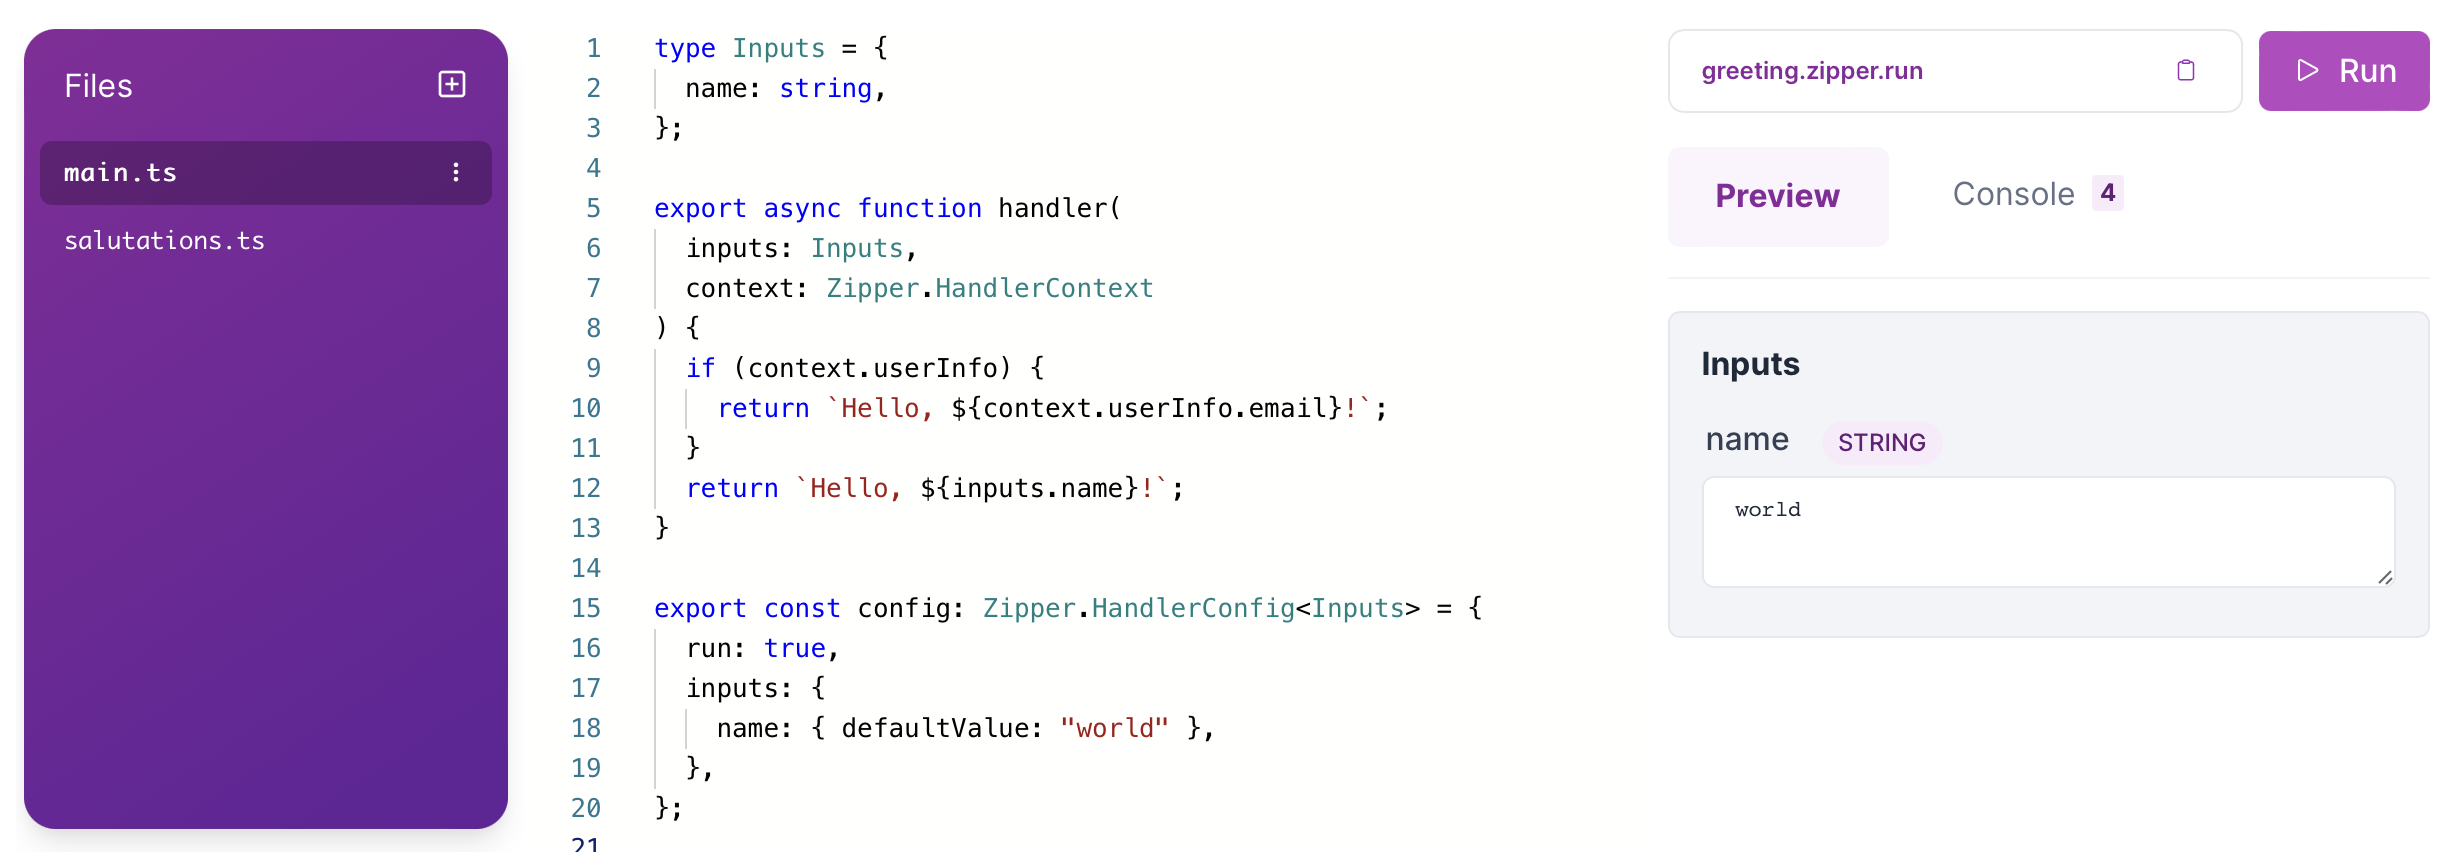 Files
main.ts
salutations.ts
1 type Inputs = {
2   name: string,
3 };
4
5 export async function handler(
6   inputs: Inputs,
7   context: Zipper.HandlerContext
8 ) {
9   if (context.userInfo) {
10     return `Hello, ${context.userInfo.email}!`;
11   }
12   return `Hello, ${inputs.name}!`;
13 }
14
15 export const config: Zipper.HandlerConfig<Inputs> = {
16   run: true,
17   inputs: {
18     name: { defaultValue: "world" },
19   },
20 };
21
greeting.zipper.run
Run
Preview
Console 4
Inputs
name STRING
world